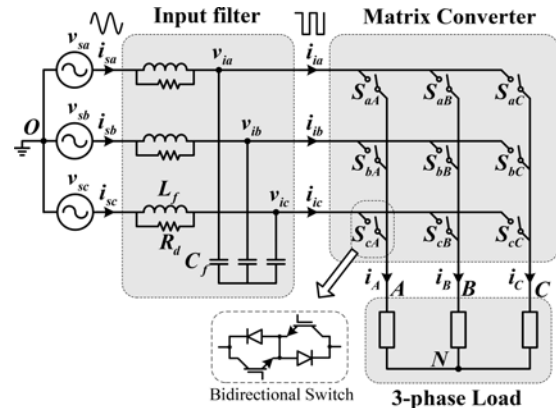 Input filter
Matrix Converter
v_sa
i_sa
v_ia
i_ia
S_aA
S_aB
S_aC
v_sb
O
i_sb
v_ib
i_ib
S_bA
S_bB
S_bC
v_sc
i_sc
L_f
v_ic
i_ic
R_d
C_f
S_cA
S_cB
S_cC
i_A
A
i_B
B
i_C
C
N
Bidirectional Switch
3-phase Load